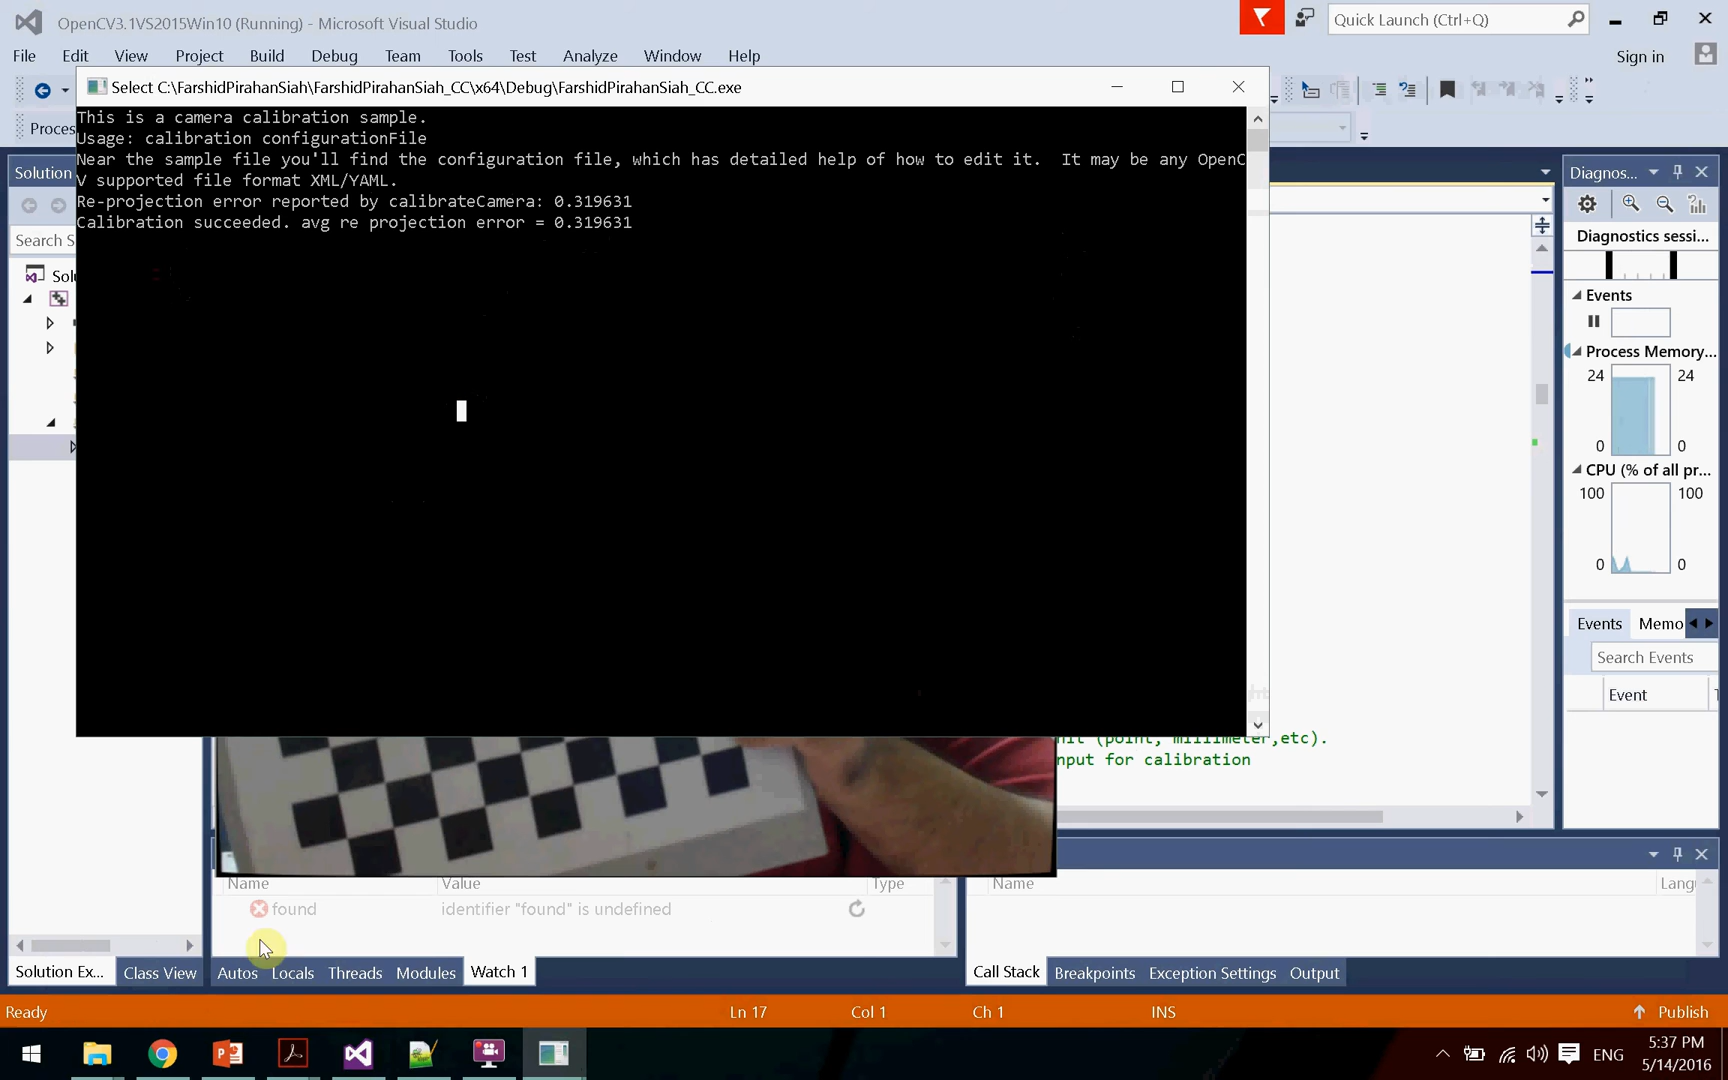 OpenCV3.1VS2015Win10 (Running) - Microsoft Visual Studio
Quick Launch (Ctrl+Q)
File Edit View Project Build Debug Team Tools Test Analyze Window Help
Sign in
Select C:\FarshidPirahanSiah\FarshidPirahanSiah_CC\x64\Debug\FarshidPirahanSiah_CC.exe
This is a camera calibration sample.
Usage: calibration configurationFile
Near the sample file you'll find the configuration file, which has detailed help of how to edit it.  It may be any OpenC
V supported file format XML/YAML.
Re-projection error reported by calibrateCamera: 0.319631
Calibration succeeded. avg re projection error = 0.319631
Proces
Solution
Search S
Solu
Diagnos...
Diagnostics sessi...
Events
Process Memory...
24 24
0 0
CPU (% of all pr...
100 100
0 0
Events Memo
Search Events
Event
(point, millimeter,etc).
nput for calibration
Name Value Type
found identifier "found" is undefined
Name Lang
Solution Ex... Class View Autos Locals Threads Modules Watch 1
Call Stack Breakpoints Exception Settings Output
Ready Ln 17 Col 1 Ch 1 INS Publish
ENG
5:37 PM
5/14/2016